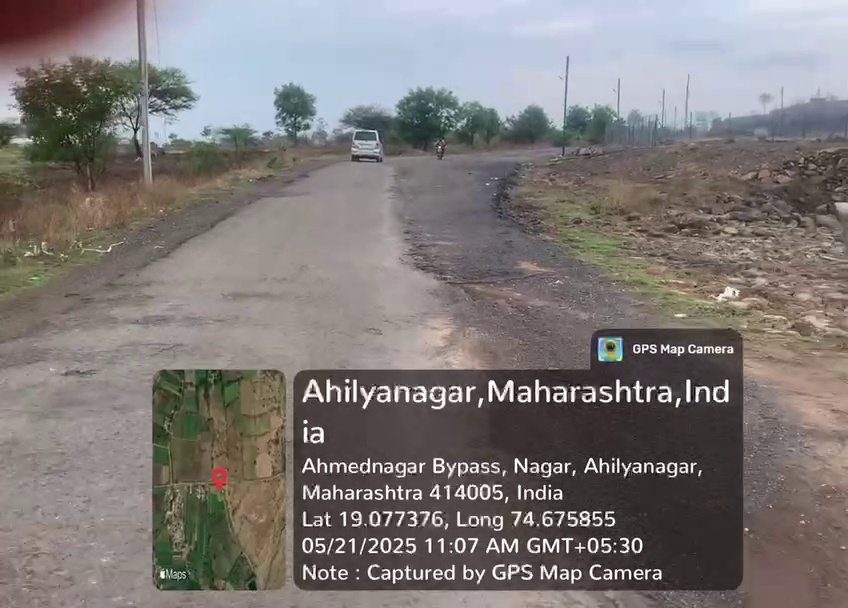 GPS Map Camera
Ahilyanagar,Maharashtra,Ind
ia
Ahmednagar Bypass, Nagar, Ahilyanagar,
Maharashtra 414005, India
Lat 19.077376, Long 74.675855
05/21/2025 11:07 AM GMT+05:30
Note : Captured by GPS Map Camera
Maps